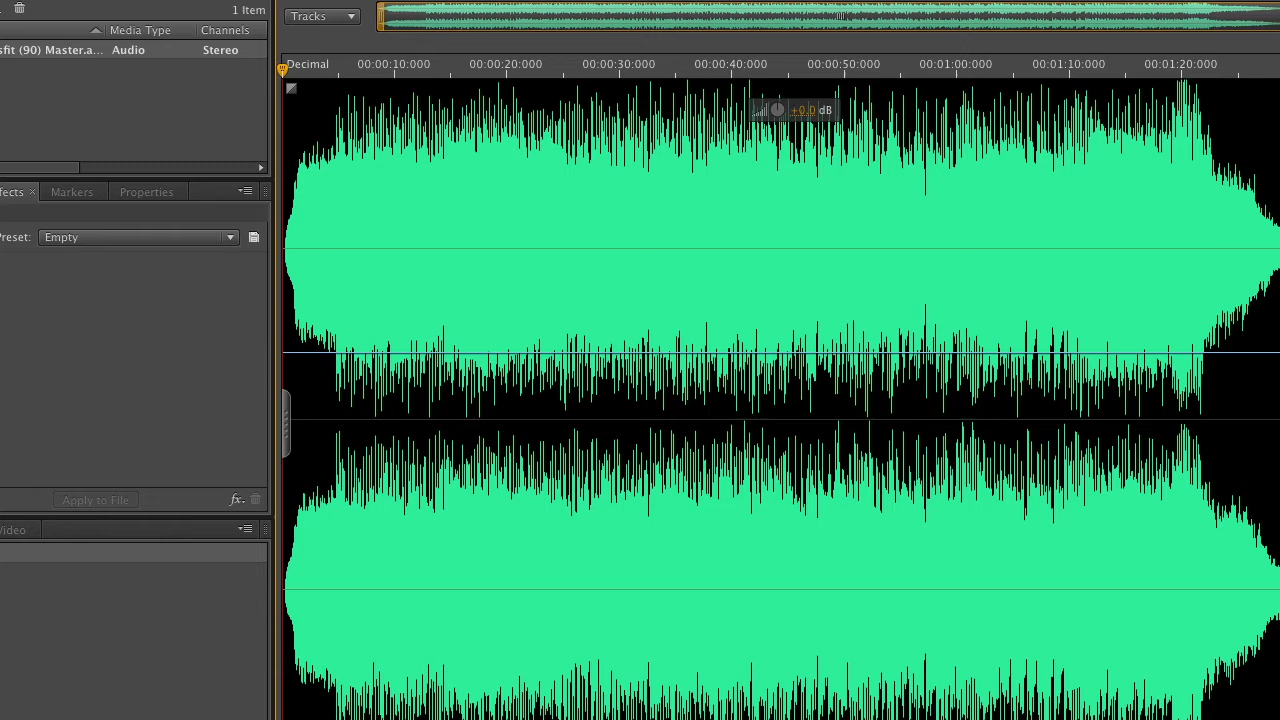 1 Item
Tracks
Media Type Channels
sfit (90) Master.a... Audio Stereo
Decimal 00:00:10:000 00:00:20:000 00:00:30:000 00:00:40:000 00:00:50:000 00:01:00:000 00:01:10:000 00:01:20:000
+0.0 dB
fects × Markers Properties
Preset: Empty
Apply to File fx
Video